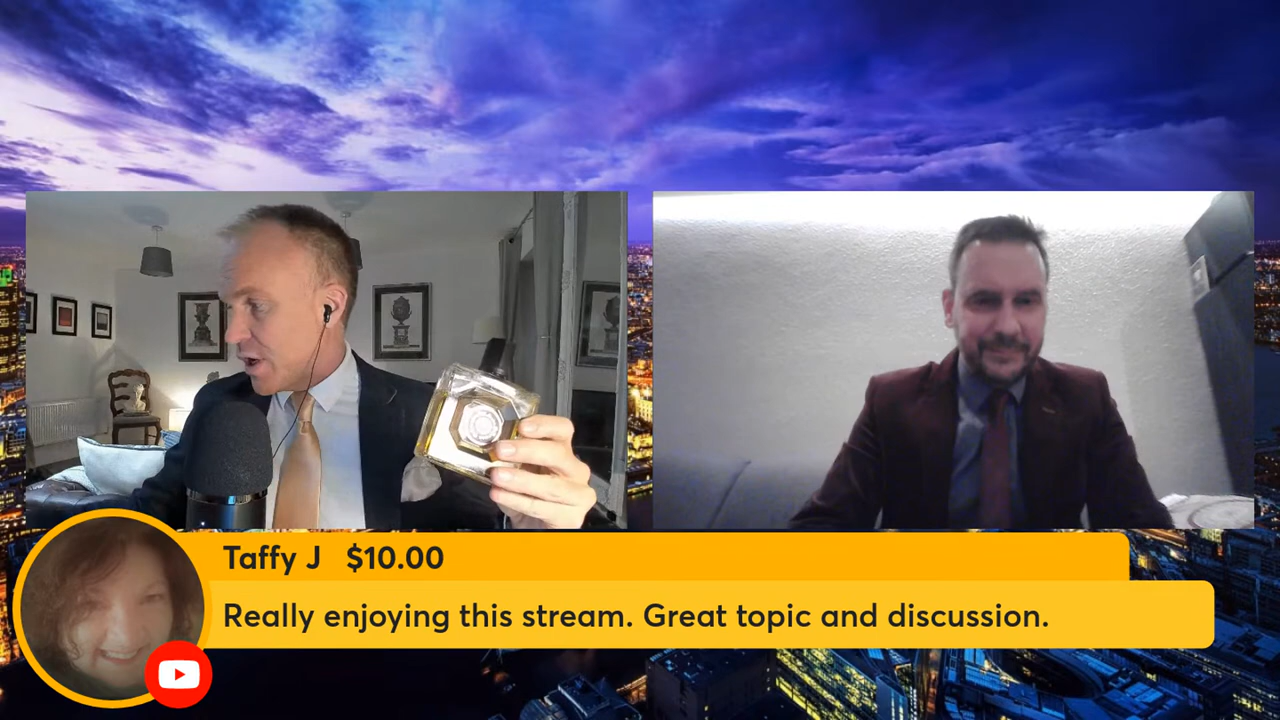 Taffy J $10.00
Really enjoying this stream. Great topic and discussion.